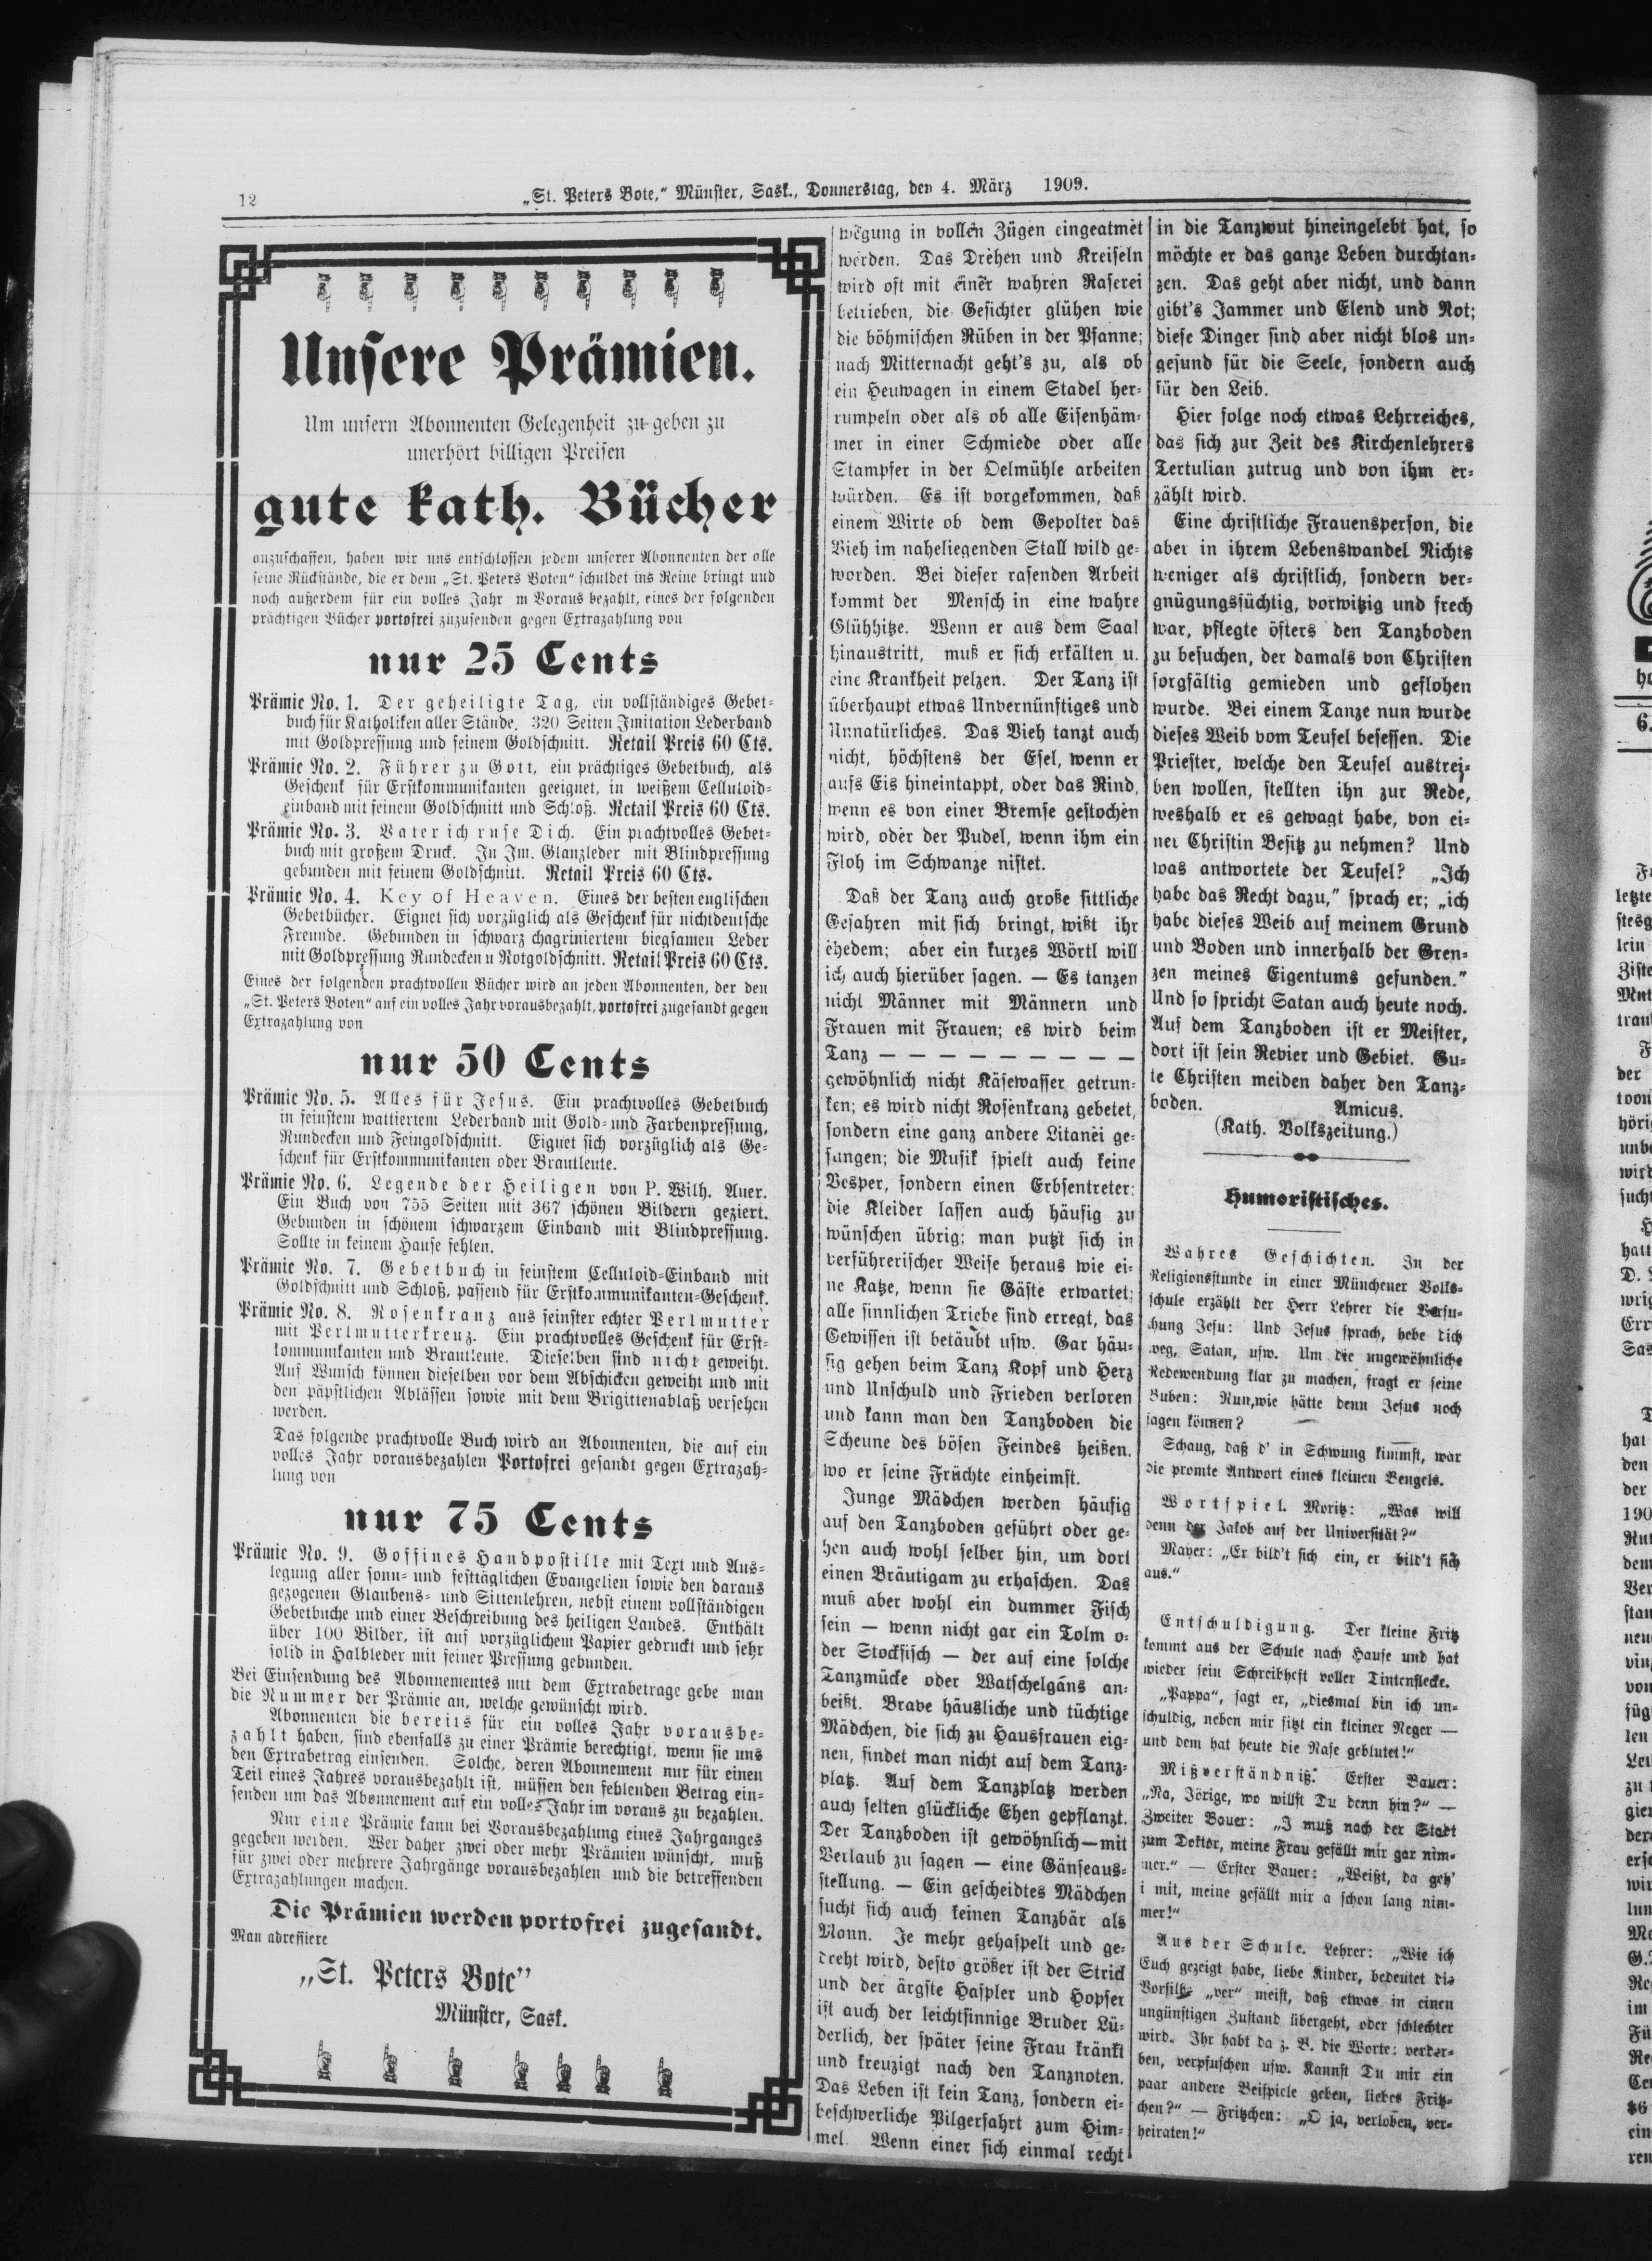 12
„St. Peters Bote,“ Münster, Sask., Donnerstag, den 4. März 1909.
Unsere Prämien.
Um unsern Abonnenten Gelegenheit zu geben zu
unerhört billigen Preisen
gute kath. Bücher
anzuschaffen, haben wir uns entschlossen jedem unserer Abonnenten der alle
seine Rückstände, die er dem „St. Peters Boten“ schuldet ins Reine bringt und
noch außerdem für ein volles Jahr m Voraus bezahlt, eines der folgenden
prächtigen Bücher portofrei zuzusenden gegen Extrazahlung von
nur 25 Cents
Prämie No. 1. Der geheiligte Tag, ein vollständiges Gebet-
buch für Katholiken aller Stände, 320 Seiten Imitation Lederband
mit Goldpressung und feinem Goldschnitt. Retail Preis 60 Cts.
Prämie No. 2. Führer zu Gott, ein prächtiges Gebetbuch, als
Geschenk für Erstkommunikanten geeignet, in weißem Celluloid-
einband mit feinem Goldschnitt und Schloß. Retail Preis 60 Cts.
Prämie No. 3. Vater ich rufe Dich. Ein prachtvolles Gebet-
buch mit großem Druck. In Im. Glanzleder mit Blindpressung
gebunden mit feinem Goldschnitt. Retail Preis 60 Cts.
Prämie No. 4. Key of Heaven. Eines der besten englischen
Gebetbücher. Eignet sich vorzüglich als Geschenk für nichtdeutsche
Freunde. Gebunden in schwarz chagriniertem biegsamen Leder
mit Goldpressung Rundecken u Rotgoldschnitt. Retail Preis 60 Cts.
Eines der folgenden prachtvollen Bücher wird an jeden Abonnenten, der den
„St. Peters Boten“ auf ein volles Jahr vorausbezahlt, portofrei zugesandt gegen
Extrazahlung von
nur 50 Cents
Prämie No. 5. Alles für Jesus. Ein prachtvolles Gebetbuch
in feinstem wattiertem Lederband mit Gold- und Farbenpressung,
Rundecken und Feingoldschnitt. Eignet sich vorzüglich als Ge-
schenk für Erstkommunikanten oder Brautleute.
Prämie No. 6. Legende der Heiligen von P. Wilh. Auer.
Ein Buch von 755 Seiten mit 367 schönen Bildern geziert.
Gebunden in schönem schwarzem Einband mit Blindpressung.
Sollte in keinem Hause fehlen.
Prämie No. 7. Gebetbuch in feinstem Celluloid-Einband mit
Goldschnitt und Schloß, passend für Erstkommunikanten-Geschenk.
Prämie No. 8. Rosenkranz aus feinster echter Perlmutter
mit Perlmutterkreuz. Ein prachtvolles Geschenk für Erst-
kommunikanten und Brautleute. Dieselben sind nicht geweiht.
Auf Wunsch können dieselben vor dem Abschicken geweiht und mit
den päpstlichen Ablässen sowie mit dem Brigittenablaß versehen
werden.
Das folgende prachtvolle Buch wird an Abonnenten, die auf ein
volles Jahr vorausbezahlen Portofrei gesandt gegen Extrazah-
lung von
nur 75 Cents
Prämie No. 9. Goffines Handpostille mit Text und Aus-
legung aller sonn- und festtäglichen Evangelien sowie den daraus
gezogenen Glaubens- und Sittenlehren, nebst einem vollständigen
Gebetbuche und einer Beschreibung des heiligen Landes. Enthält
über 100 Bilder, ist auf vorzüglichem Papier gedruckt und sehr
solid in Halbleder mit feiner Pressung gebunden.
Bei Einsendung des Abonnementes mit dem Extrabetrage gebe man
die Nummer der Prämie an, welche gewünscht wird.
Abonnenten die bereits für ein volles Jahr vorausbe-
zahlt haben, sind ebenfalls zu einer Prämie berechtigt, wenn sie uns
den Extrabetrag einsenden. Solche, deren Abonnement nur für einen
Teil eines Jahres vorausbezahlt ist, müssen den fehlenden Betrag ein-
senden um das Abonnement auf ein volles Jahr im voraus zu bezahlen.
Nur eine Prämie kann bei Vorausbezahlung eines Jahrganges
gegeben werden. Wer daher zwei oder mehr Prämien wünscht, muß
für zwei oder mehrere Jahrgänge vorausbezahlen und die betreffenden
Extrazahlungen machen.
Die Prämien werden portofrei zugesandt.
Man adressiere
„St. Peters Bote”
Münster, Sask.
wegung in vollen Zügen eingeatmet
werden. Das Drehen und Kreiseln
wird oft mit einer wahren Raserei
betrieben, die Gesichter glühen wie
die böhmischen Rüben in der Pfanne;
nach Mitternacht geht's zu, als ob
ein Heuwagen in einem Stadel her-
rumpeln oder als ob alle Eisenhäm-
mer in einer Schmiede oder alle
Stampfer in der Oelmühle arbeiten
würden. Es ist vorgekommen, daß
einem Wirte ob dem Gepolter das
Vieh im naheliegenden Stall wild ge-
worden. Bei dieser rasenden Arbeit
kommt der Mensch in eine wahre
Glühhitze. Wenn er aus dem Saal
hinaustritt, muß er sich erkälten u.
eine Krankheit pelzen. Der Tanz ist
überhaupt etwas Unvernünftiges und
Unnatürliches. Das Vieh tanzt auch
nicht, höchstens der Esel, wenn er
aufs Eis hineintappt, oder das Rind,
wenn es von einer Bremse gestochen
wird, oder der Pudel, wenn ihm ein
Floh im Schwanze nistet.
Daß der Tanz auch große sittliche
Gefahren mit sich bringt, wißt ihr
ehedem; aber ein kurzes Wörtl will
ich auch hierüber sagen. — Es tanzen
nicht Männer mit Männern und
Frauen mit Frauen; es wird beim
Tanz — — — — — — — — —
gewöhnlich nicht Käsewasser getrun-
ken; es wird nicht Rosenkranz gebetet,
sondern eine ganz andere Litanei ge-
sungen; die Musik spielt auch keine
Vesper, sondern einen Erbsentreter;
die Kleider lassen auch häufig zu
wünschen übrig; man putzt sich in
verführerischer Weise heraus wie ei-
ne Katze, wenn sie Gäste erwartet;
alle sinnlichen Triebe sind erregt, das
Gewissen ist betäubt usw. Gar häu-
fig gehen beim Tanz Kopf und Herz
und Unschuld und Frieden verloren
und kann man den Tanzboden die
Scheune des bösen Feindes heißen.
wo er seine Früchte einheimst.
Junge Mädchen werden häufig
auf den Tanzboden geführt oder ge-
hen auch wohl selber hin, um dort
einen Bräutigam zu erhaschen. Das
muß aber wohl ein dummer Fisch
sein — wenn nicht gar ein Tolm o-
der Stockfisch — der auf eine solche
Tanzmücke oder Watschelgans an-
beißt. Brave häusliche und tüchtige
Mädchen, die sich zu Hausfrauen eig-
nen, findet man nicht auf dem Tanz-
platz. Auf dem Tanzplatz werden
auch selten glückliche Ehen gepflanzt.
Der Tanzboden ist gewöhnlich—mit
Verlaub zu sagen — eine Gänseaus-
stellung. — Ein gescheidtes Mädchen
sucht sich auch keinen Tanzbär als
Mann. Je mehr gehaspelt und ge-
dreht wird, desto größer ist der Strick
und der ärgste Haspler und Hopser
ist auch der leichtsinnige Bruder Lü-
derlich, der später seine Frau kränkt
und kreuzigt nach den Tanznoten.
Das Leben ist kein Tanz, sondern ei-
beschwerliche Pilgerfahrt zum Him-
mel. Wenn einer sich einmal recht
in die Tanzwut hineingelebt hat, so
möchte er das ganze Leben durchtan-
zen. Das geht aber nicht, und dann
gibt's Jammer und Elend und Not;
diese Dinger sind aber nicht blos un-
gesund für die Seele, sondern auch
für den Leib.
Hier folge noch etwas Lehrreiches,
das sich zur Zeit des Kirchenlehrers
Tertulian zutrug und von ihm er-
zählt wird.
Eine christliche Frauensperson, die
aber in ihrem Lebenswandel Nichts
weniger als christlich, sondern ver-
gnügungssüchtig, vorwitzig und frech
war, pflegte öfters den Tanzboden
zu besuchen, der damals von Christen
sorgfältig gemieden und geflohen
wurde. Bei einem Tanze nun wurde
dieses Weib vom Teufel besessen. Die
Priester, welche den Teufel austrei-
ben wollen, stellten ihn zur Rede,
weshalb er es gewagt habe, von ei-
ner Christin Besitz zu nehmen? Und
was antwortete der Teufel? „Ich
habe das Recht dazu,” sprach er; „ich
habe dieses Weib auf meinem Grund
und Boden und innerhalb der Gren-
zen meines Eigentums gefunden.”
Und so spricht Satan auch heute noch.
Auf dem Tanzboden ist er Meister,
dort ist sein Revier und Gebiet. Gu-
te Christen meiden daher den Tanz-
boden. Amicus.
(Kath. Volkszeitung.)
Humoristisches.
Wahres Geschichten. In der
Religionsstunde in einer Münchener Volks-
schule erzählt der Herr Lehrer die Versu-
chung Jesu: Und Jesus sprach, hebe dich
weg, Satan, usw. Um die ungewöhnliche
Redewendung klar zu machen, fragt er seine
Buben: Nun,wie hätte denn Jesus noch
sagen können?
Schaug, daß d' in Schwung kimmst, war
die promte Antwort eines kleinen Bengels.
Wortspiel. Moritz: „Was will
denn der Jakob auf der Universität?“
Mayer: „Er bild't sich ein, er bild't sich
aus.“
Entschuldigung. Der kleine Fritz
kommt aus der Schule nach Hause und hat
wieder sein Schreibheft voller Tintenflecke.
„Pappa“, sagt er, „diesmal bin ich un-
schuldig, neben mir sitzt ein kleiner Neger —
und dem hat heute die Nase geblutet!“
Mißverständniß. Erster Bauer:
„Na, Jörige, wo willst Du denn hin?“ —
Zweiter Bauer: „I muß nach der Stadt
zum Doktor, meine Frau gefällt mir gar nim-
mer.“ — Erster Bauer: „Weißt, da geh'
i mit, meine gefällt mir a schon lang nim-
mer!“
Aus der Schule. Lehrer: „Wie ich
Euch gezeigt habe, liebe Kinder, bedeutet die
Vorsilbe „ver“ meist, daß etwas in einen
ungünstigen Zustand übergeht, oder schlechter
wird. Ihr habt da z. B. die Worte: verder-
ben, verpfuschen usw. Kannst Du mir ein
paar andere Beispiele geben, liebes Fritz-
chen?“ — Fritzchen: „O ja, verloben, ver-
heiraten!“